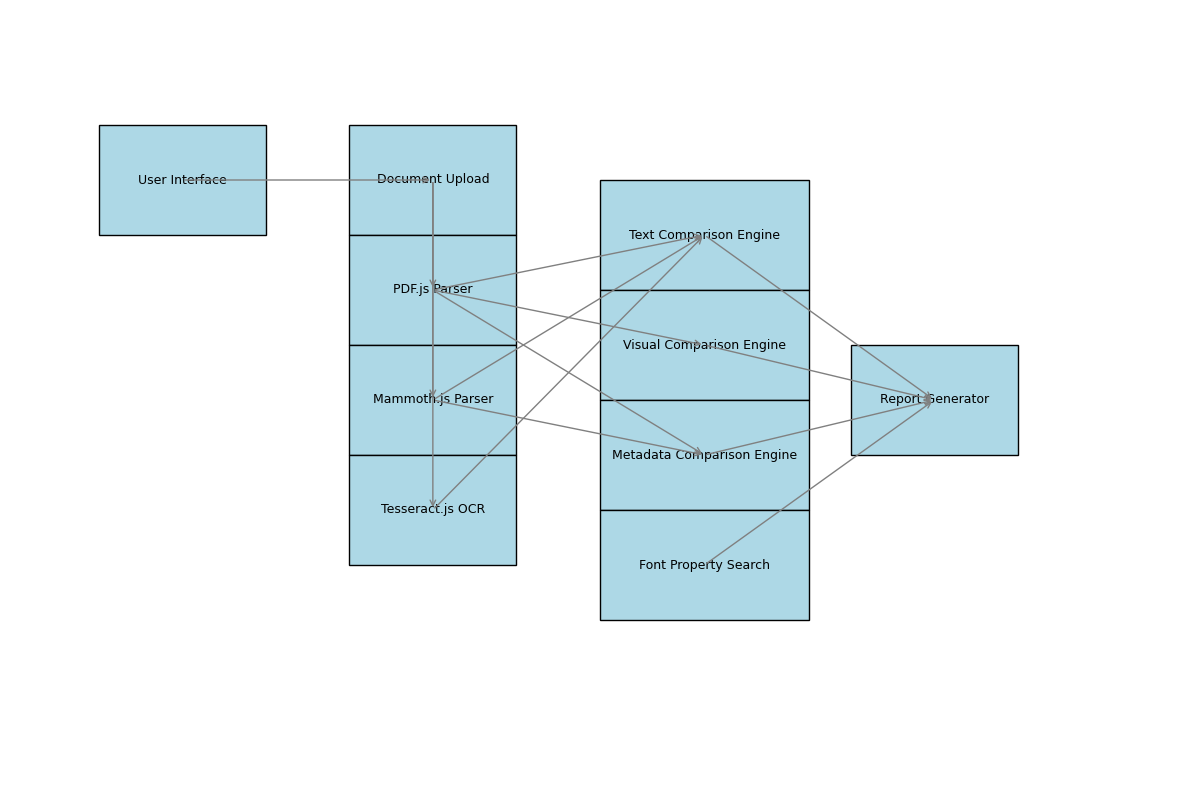 User Interface
Document Upload
PDF.js Parser
Mammoth.js Parser
Tesseract.js OCR
Text Comparison Engine
Visual Comparison Engine
Metadata Comparison Engine
Font Property Search
Report Generator